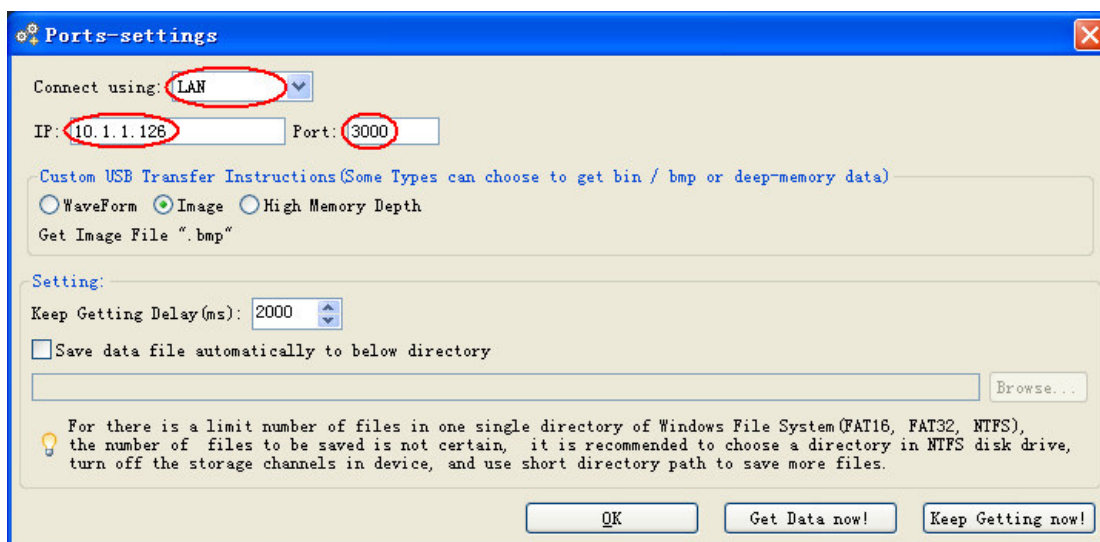 Ports-settings
Connect using: LAN
IP: 10.1.1.126 Port: 3000
Custom USB Transfer Instructions(Some Types can choose to get bin / bmp or deep-memory data)
WaveForm Image High Memory Depth
Get Image File ".bmp"
Setting:
Keep Getting Delay(ms): 2000
Save data file automatically to below directory
Browse...
For there is a limit number of files in one single directory of Windows File System(FAT16, FAT32, NTFS),
the number of files to be saved is not certain, it is recommended to choose a directory in NTFS disk drive,
turn off the storage channels in device, and use short directory path to save more files.
OK Get Data now! Keep Getting now!